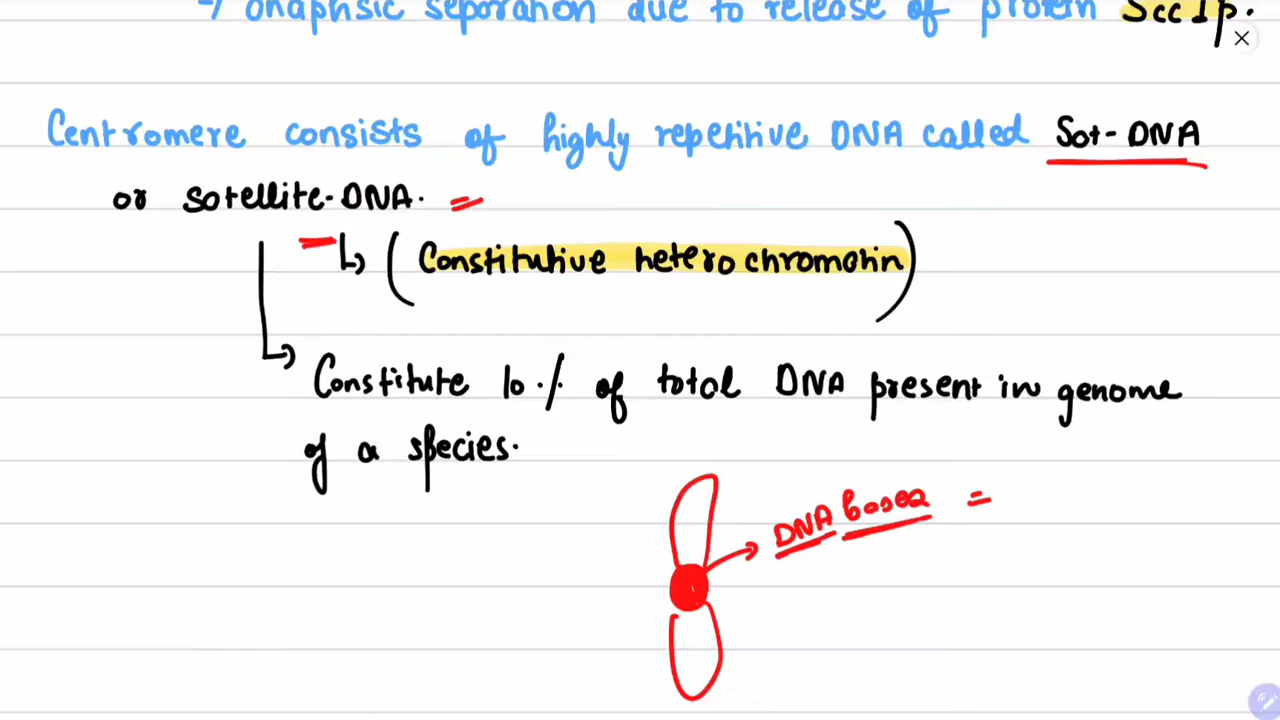 → anaphsic separation due to release of protein Scc1p.
Centromere consists of highly repetitive DNA called Sat-DNA
or satellite-DNA. =
↳ (Constitutive heterochromatin)
↳ Constitute 10% of total DNA present in genome
of a species.
→ DNA based =